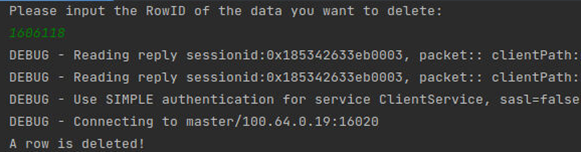 Please input the RowID of the data you want to delete:
1606118
DEBUG - Reading reply sessionid:0x185342633eb0003, packet:: clientPath:
DEBUG - Reading reply sessionid:0x185342633eb0003, packet:: clientPath:
DEBUG - Use SIMPLE authentication for service ClientService, sasl=false
DEBUG - Connecting to master/100.64.0.19:16020
A row is deleted!